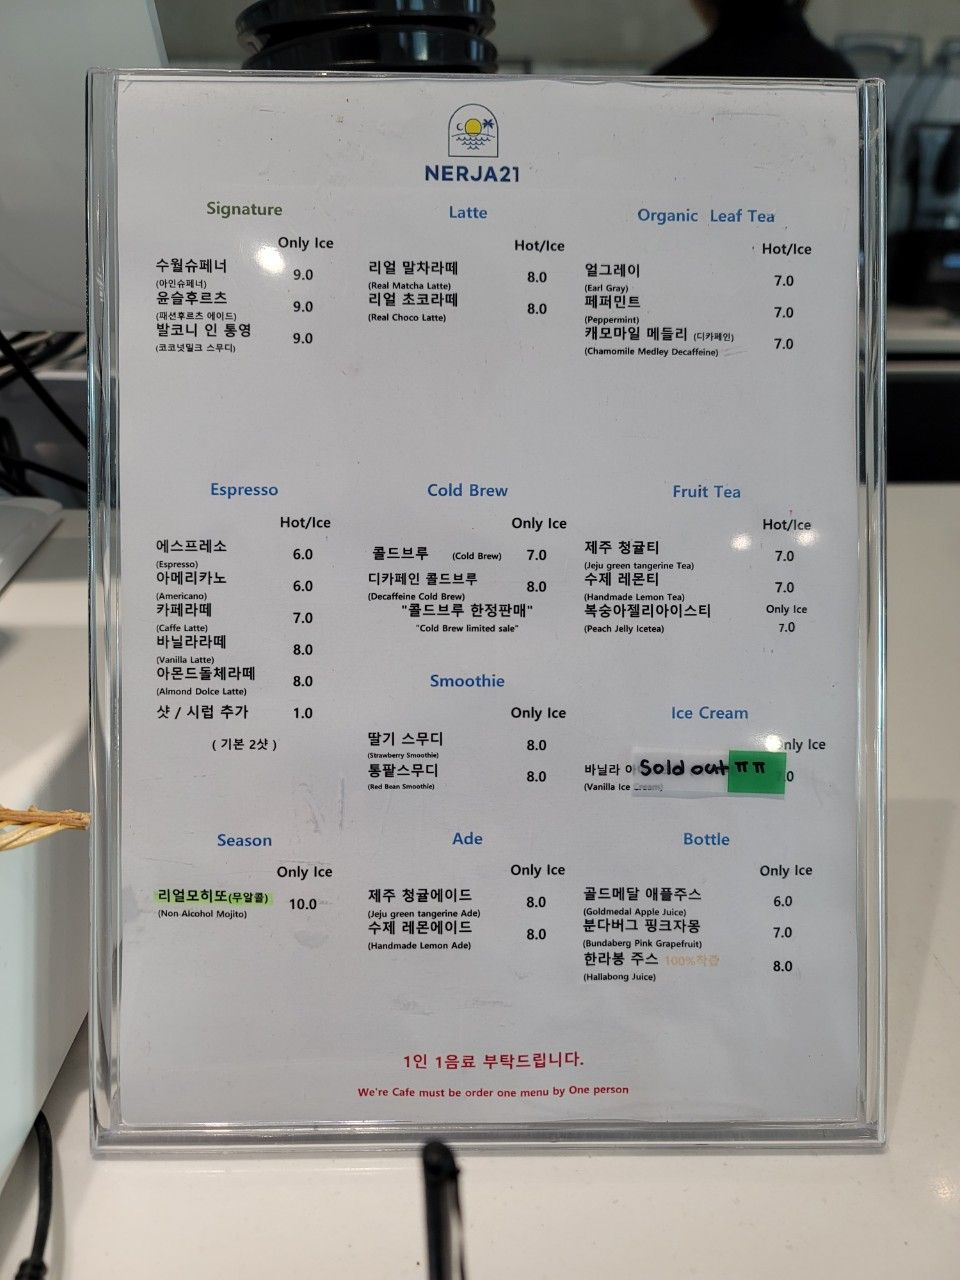 NERJA21
Signature
Only Ice
수월슈페너 9.0
(아인슈페너)
윤슬후르츠 9.0
(패션후르츠 에이드)
발코니 인 통영 9.0
(코코넛밀크 스무디)
Latte
Hot/Ice
리얼 말차라떼 8.0
(Real Matcha Latte)
리얼 초코라떼 8.0
(Real Choco Latte)
Organic Leaf Tea
Hot/Ice
얼그레이 7.0
(Earl Gray)
페퍼민트 7.0
(Peppermint)
캐모마일 메들리 (디카페인) 7.0
(Chamomile Medley Decaffeine)
Espresso
Hot/Ice
에스프레소 6.0
(Espresso)
아메리카노 6.0
(Americano)
카페라떼 7.0
(Caffe Latte)
바닐라라떼 8.0
(Vanilla Latte)
아몬드돌체라떼 8.0
(Almond Dolce Latte)
샷 / 시럽 추가 1.0
( 기본 2샷 )
Cold Brew
Only Ice
콜드브루 (Cold Brew) 7.0
디카페인 콜드브루 8.0
(Decaffeine Cold Brew)
"콜드브루 한정판매"
"Cold Brew limited sale"
Fruit Tea
Hot/Ice
제주 청귤티 7.0
(Jeju green tangerine Tea)
수제 레몬티 7.0
(Handmade Lemon Tea)
복숭아젤리아이스티 Only Ice
(Peach Jelly Icetea) 7.0
Smoothie
Only Ice
딸기 스무디 8.0
(Strawberry Smoothie)
통팥스무디 8.0
(Red Bean Smoothie)
Ice Cream
Only Ice
바닐라 Sold out ㅠㅠ
(Vanilla Ice Cream)
Season
Only Ice
리얼모히또(무알콜) 10.0
(Non-Alcohol Mojito)
Ade
Only Ice
제주 청귤에이드 8.0
(Jeju green tangerine Ade)
수제 레몬에이드 8.0
(Handmade Lemon Ade)
Bottle
Only Ice
골드메달 애플주스 6.0
(Goldmedal Apple Juice)
분다버그 핑크자몽 7.0
(Bundaberg Pink Grapefruit)
한라봉 주스 100%착즙 8.0
(Hallabong Juice)
1인 1음료 부탁드립니다.
We're Cafe must be order one menu by One person